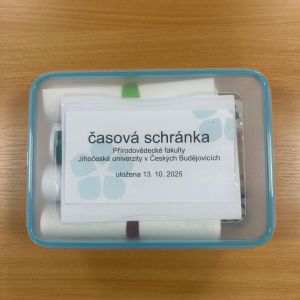 časová schránka
Přírodovědecké fakulty
Jihočeské univerzity v Českých Budějovicích
uložena 13. 10. 2025